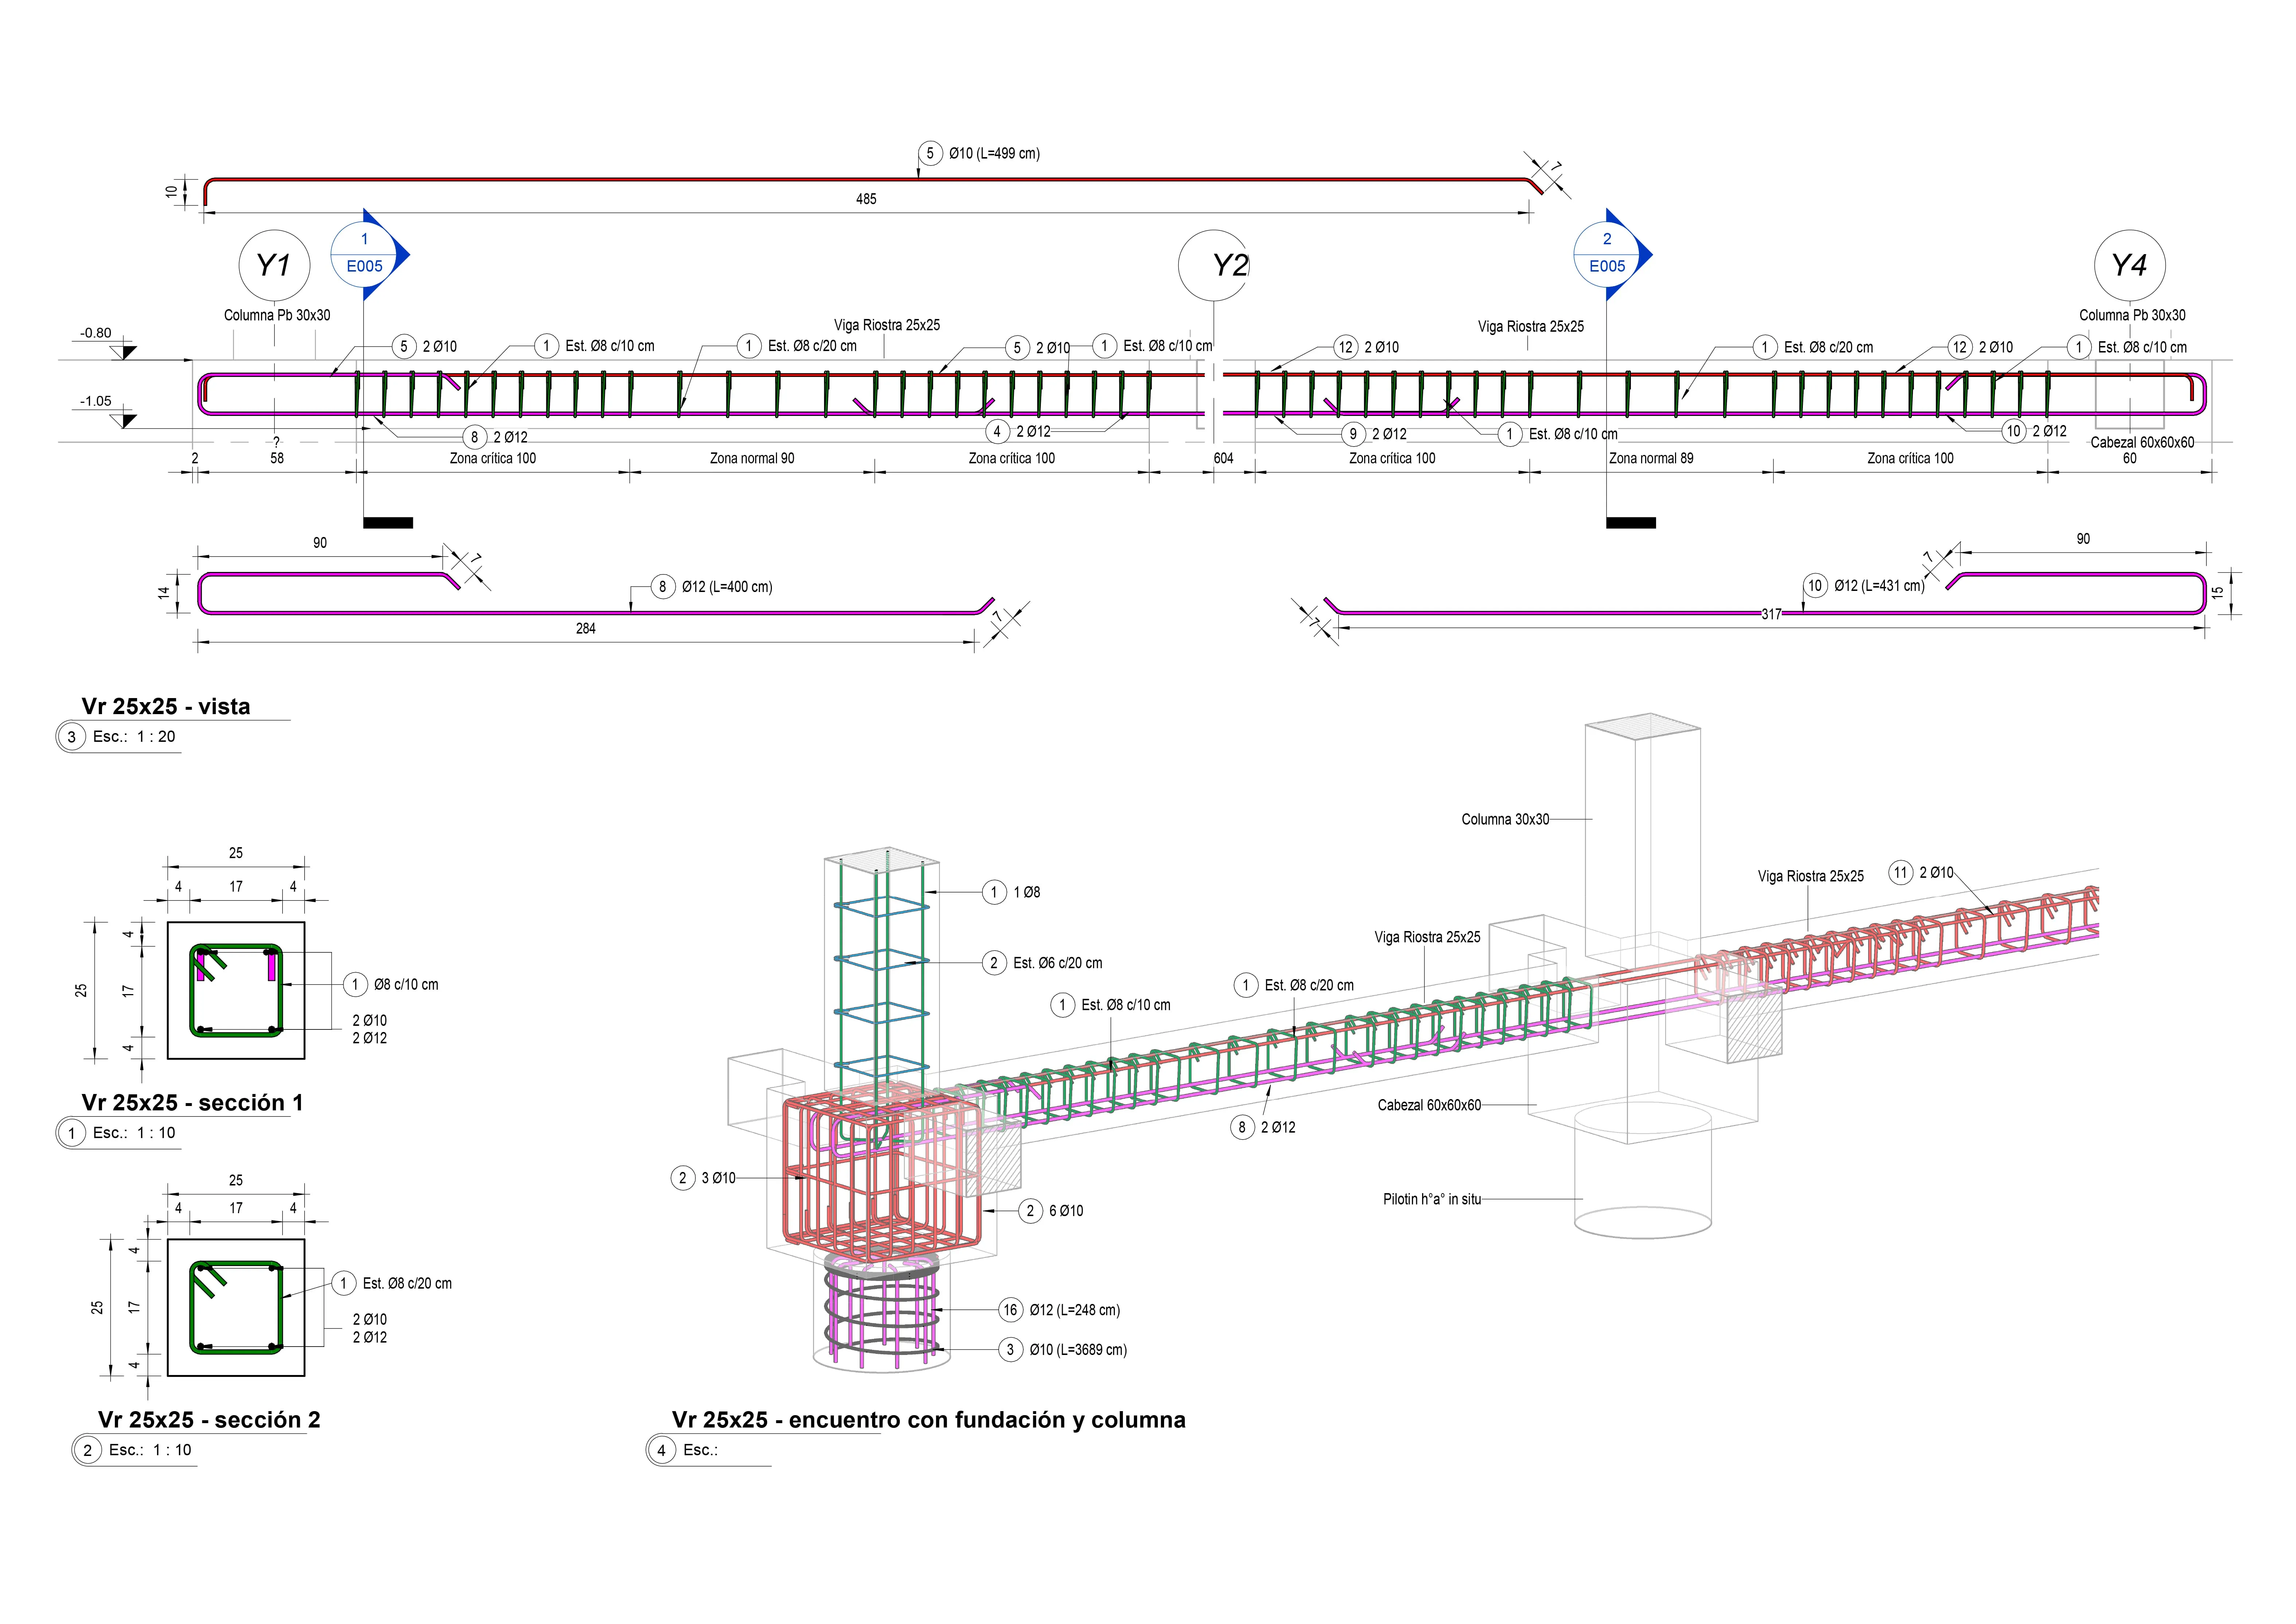 5 Ø10 (L=499 cm)
7
10
485
1
E005
2
E005
Y1
Y2
Y4
Columna Pb 30x30
Viga Riostra 25x25
Viga Riostra 25x25
Columna Pb 30x30
-0.80
5 2 Ø10
1 Est. Ø8 c/10 cm
1 Est. Ø8 c/20 cm
5 2 Ø10
1 Est. Ø8 c/10 cm
12 2 Ø10
1 Est. Ø8 c/20 cm
12 2 Ø10
1 Est. Ø8 c/10 cm
-1.05
?
8 2 Ø12
4 2 Ø12
9 2 Ø12
1 Est. Ø8 c/10 cm
10 2 Ø12
Cabezal 60x60x60
2
58
Zona crítica 100
Zona normal 90
Zona crítica 100
604
Zona crítica 100
Zona normal 89
Zona crítica 100
60
90
7
14
8 Ø12 (L=400 cm)
284
7
90
7
15
10 Ø12 (L=431 cm)
317
7
Vr 25x25 - vista
3 Esc.: 1 : 20
25
4 17 4
25
4
17
4
1 Ø8 c/10 cm
2 Ø10
2 Ø12
Vr 25x25 - sección 1
1 Esc.: 1 : 10
25
4 17 4
25
4
17
4
1 Est. Ø8 c/20 cm
2 Ø10
2 Ø12
Vr 25x25 - sección 2
2 Esc.: 1 : 10
Columna 30x30
Viga Riostra 25x25
11 2 Ø10
1 1 Ø8
Viga Riostra 25x25
2 Est. Ø6 c/20 cm
1 Est. Ø8 c/20 cm
1 Est. Ø8 c/10 cm
Cabezal 60x60x60
8 2 Ø12
2 3 Ø10
Pilotin h°a° in situ
2 6 Ø10
16 Ø12 (L=248 cm)
3 Ø10 (L=3689 cm)
Vr 25x25 - encuentro con fundación y columna
4 Esc.: